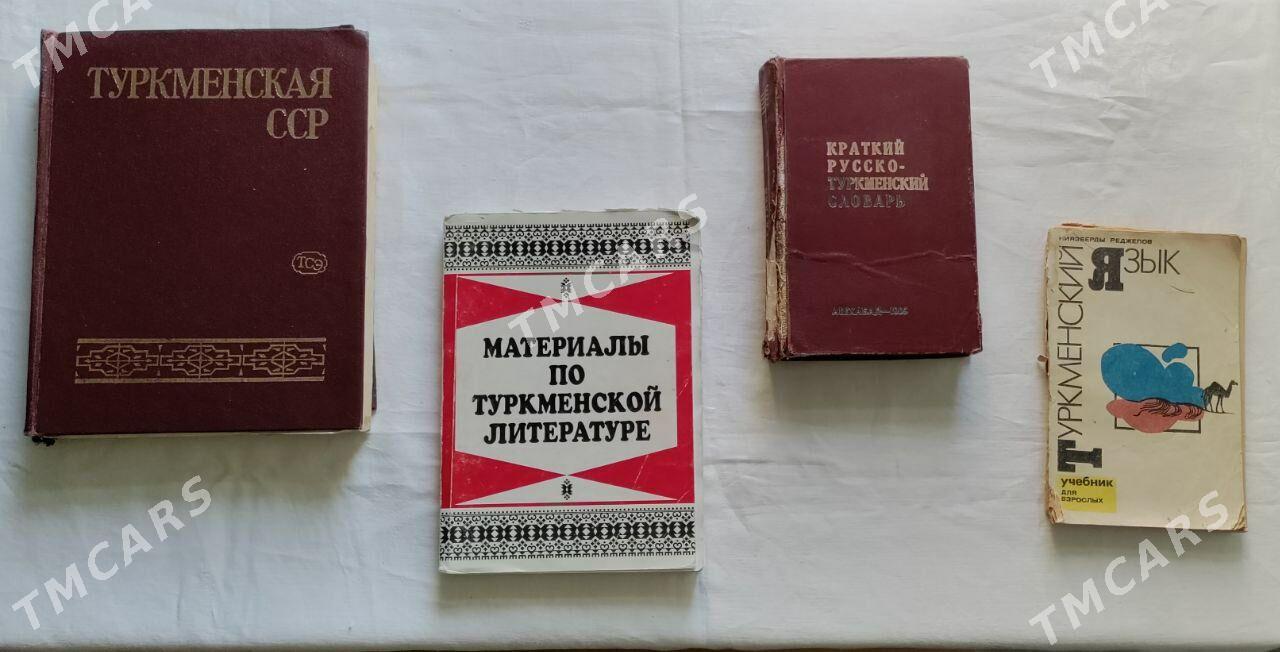 ТУРКМЕНСКАЯ
ССР
ТСЭ
МАТЕРИАЛЫ
ПО
ТУРКМЕНСКОЙ
ЛИТЕРАТУРЕ
КРАТКИЙ
РУССКО-
ТУРКМЕНСКИЙ
СЛОВАРЬ
НИЯЗБЕРДЫ РЕДЖЕПОВ
ТУРКМЕНСКИЙ
ЯЗЫК
учебник
ДЛЯ
ВЗРОСЛЫХ
TMCARS
TMCARS
TMCARS
TMCARS
TMCARS